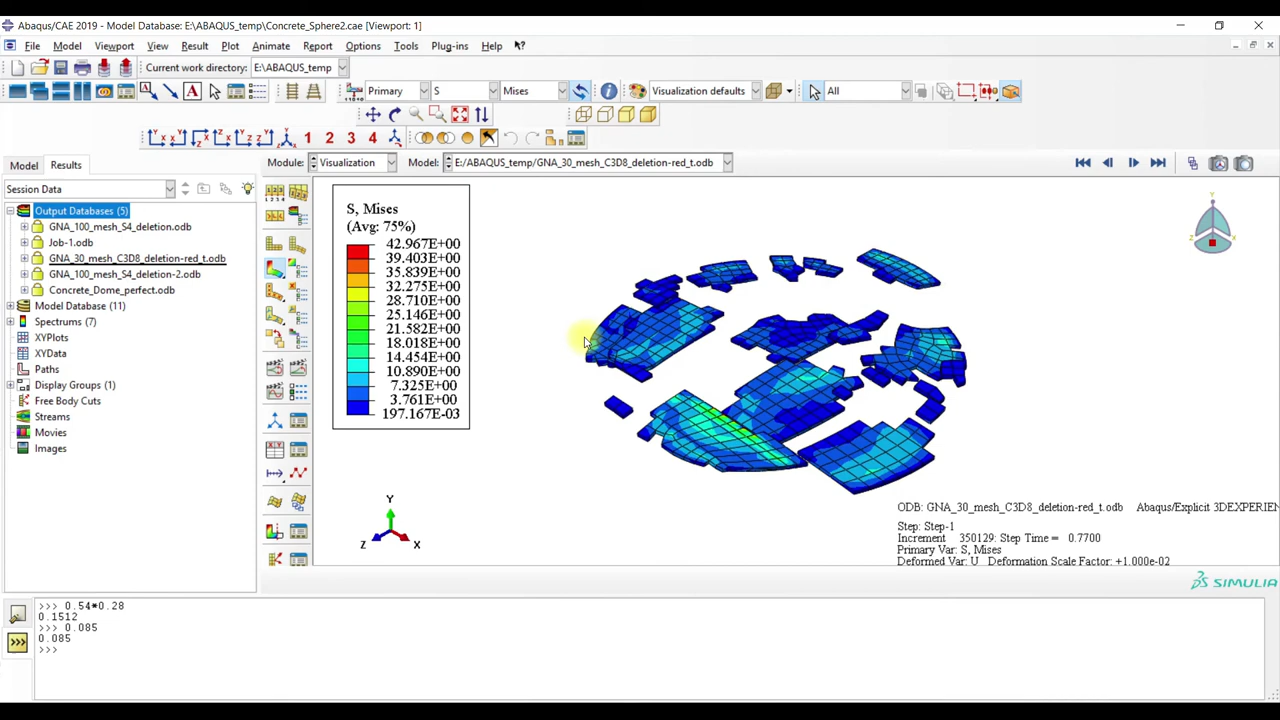 Abaqus/CAE 2019 - Model Database: E:\ABAQUS_temp\Concrete_Sphere2.cae [Viewport: 1]
File Model Viewport View Result Plot Animate Report Options Tools Plug-ins Help
Current work directory: E:\ABAQUS_temp
Primary S Mises Visualization defaults All
1 2 3 4
Model Results Module: Visualization Model: E:/ABAQUS_temp/GNA_30_mesh_C3D8_deletion-red_t.odb
Session Data
Output Databases (5)
GNA_100_mesh_S4_deletion.odb
Job-1.odb
GNA_30_mesh_C3D8_deletion-red_t.odb
GNA_100_mesh_S4_deletion-2.odb
Concrete_Dome_perfect.odb
Model Database (11)
Spectrums (7)
XYPlots
XYData
Paths
Display Groups (1)
Free Body Cuts
Streams
Movies
Images
S, Mises
(Avg: 75%)
42.967E+00
39.403E+00
35.839E+00
32.275E+00
28.710E+00
25.146E+00
21.582E+00
18.018E+00
14.454E+00
10.890E+00
7.325E+00
3.761E+00
197.167E-03
Y
Z X
Y
Z X
ODB: GNA_30_mesh_C3D8_deletion-red_t.odb Abaqus/Explicit 3DEXPERIEN
Step: Step-1
Increment 350129: Step Time = 0.7700
Primary Var: S, Mises
Deformed Var: U Deformation Scale Factor: +1.000e-02
SIMULIA
>>> 0.54*0.28
0.1512
>>> 0.085
0.085
>>>